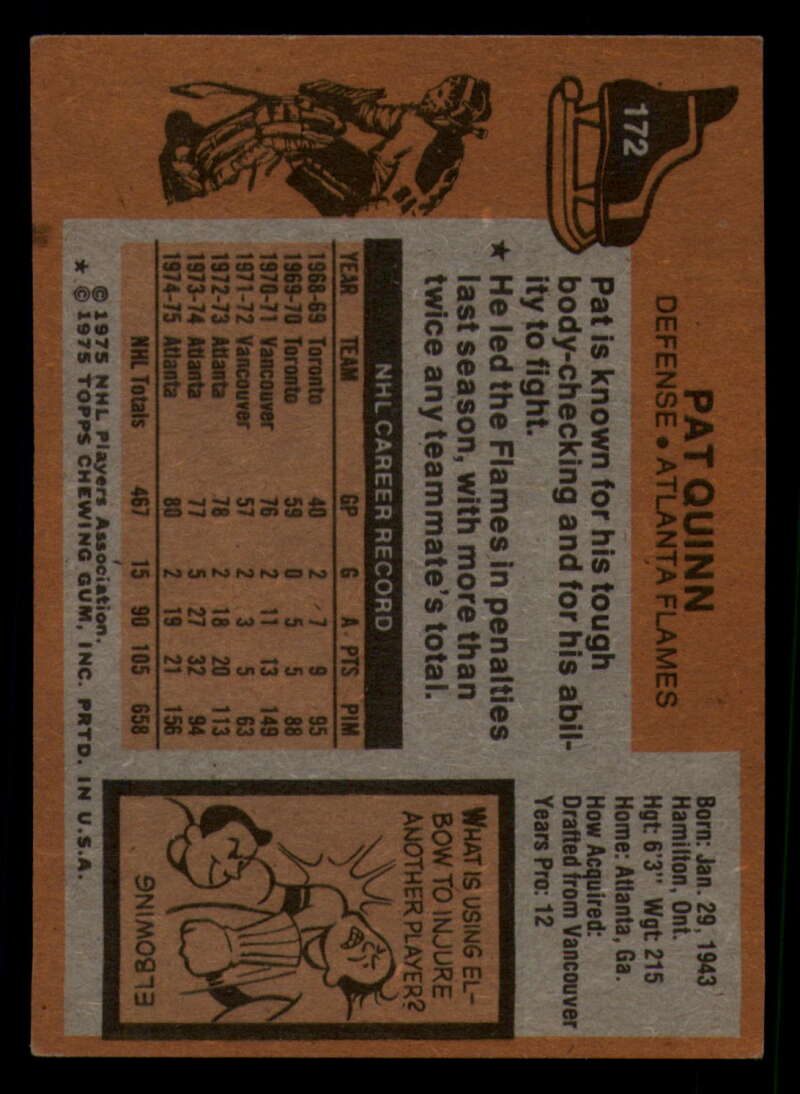 172
PAT QUINN
DEFENSE • ATLANTA FLAMES
Born: Jan. 29, 1943
Hamilton, Ont.
Hgt: 6'3" Wgt: 215
Home: Atlanta, Ga.
How Acquired:
Drafted from Vancouver
Years Pro: 12
Pat is known for his tough
body-checking and for his abil-
ity to fight.
★ He led the Flames in penalties
last season, with more than
twice any teammate's total.
NHL CAREER RECORD
YEAR TEAM GP G A PTS PIM
1968-69 Toronto 40 2 7 9 95
1969-70 Toronto 59 0 5 5 88
1970-71 Vancouver 76 2 11 13 149
1971-72 Vancouver 57 2 3 5 63
1972-73 Atlanta 78 2 18 20 113
1973-74 Atlanta 77 5 27 32 94
1974-75 Atlanta 80 2 19 21 156
NHL Totals 467 15 90 105 658
WHAT IS USING EL-
BOW TO INJURE
ANOTHER PLAYER?
ELBOWING
© 1975 NHL Players Association.
★ © 1975 TOPPS CHEWING GUM, INC. PRTD. IN U.S.A.